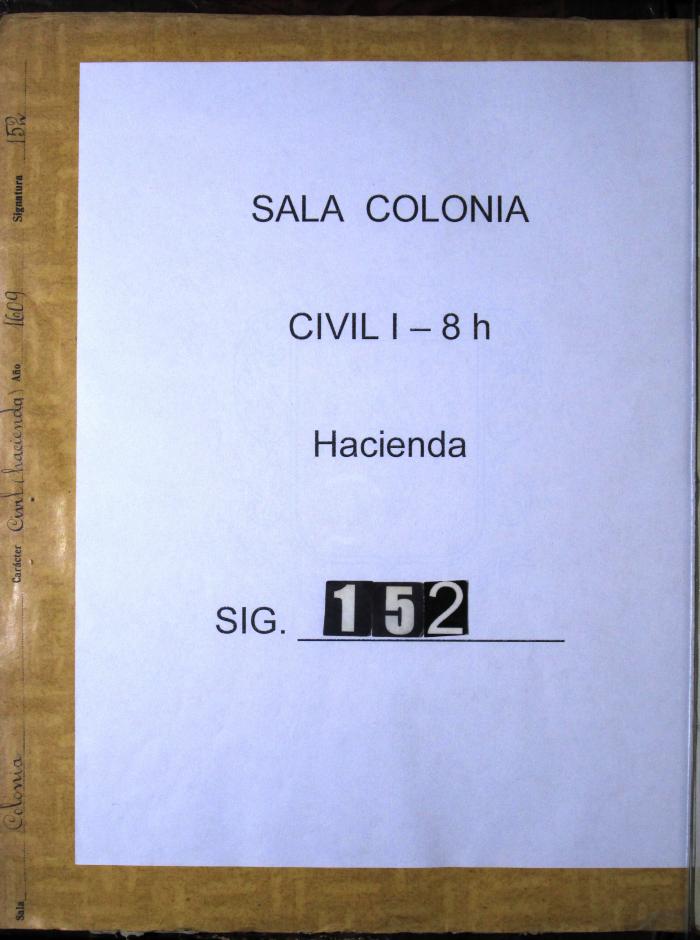 SALA COLONIA
CIVIL I – 8 h
Hacienda
SIG. 152
Sala Colonia Carácter Civil (hacienda) Año 1609 Signatura 152